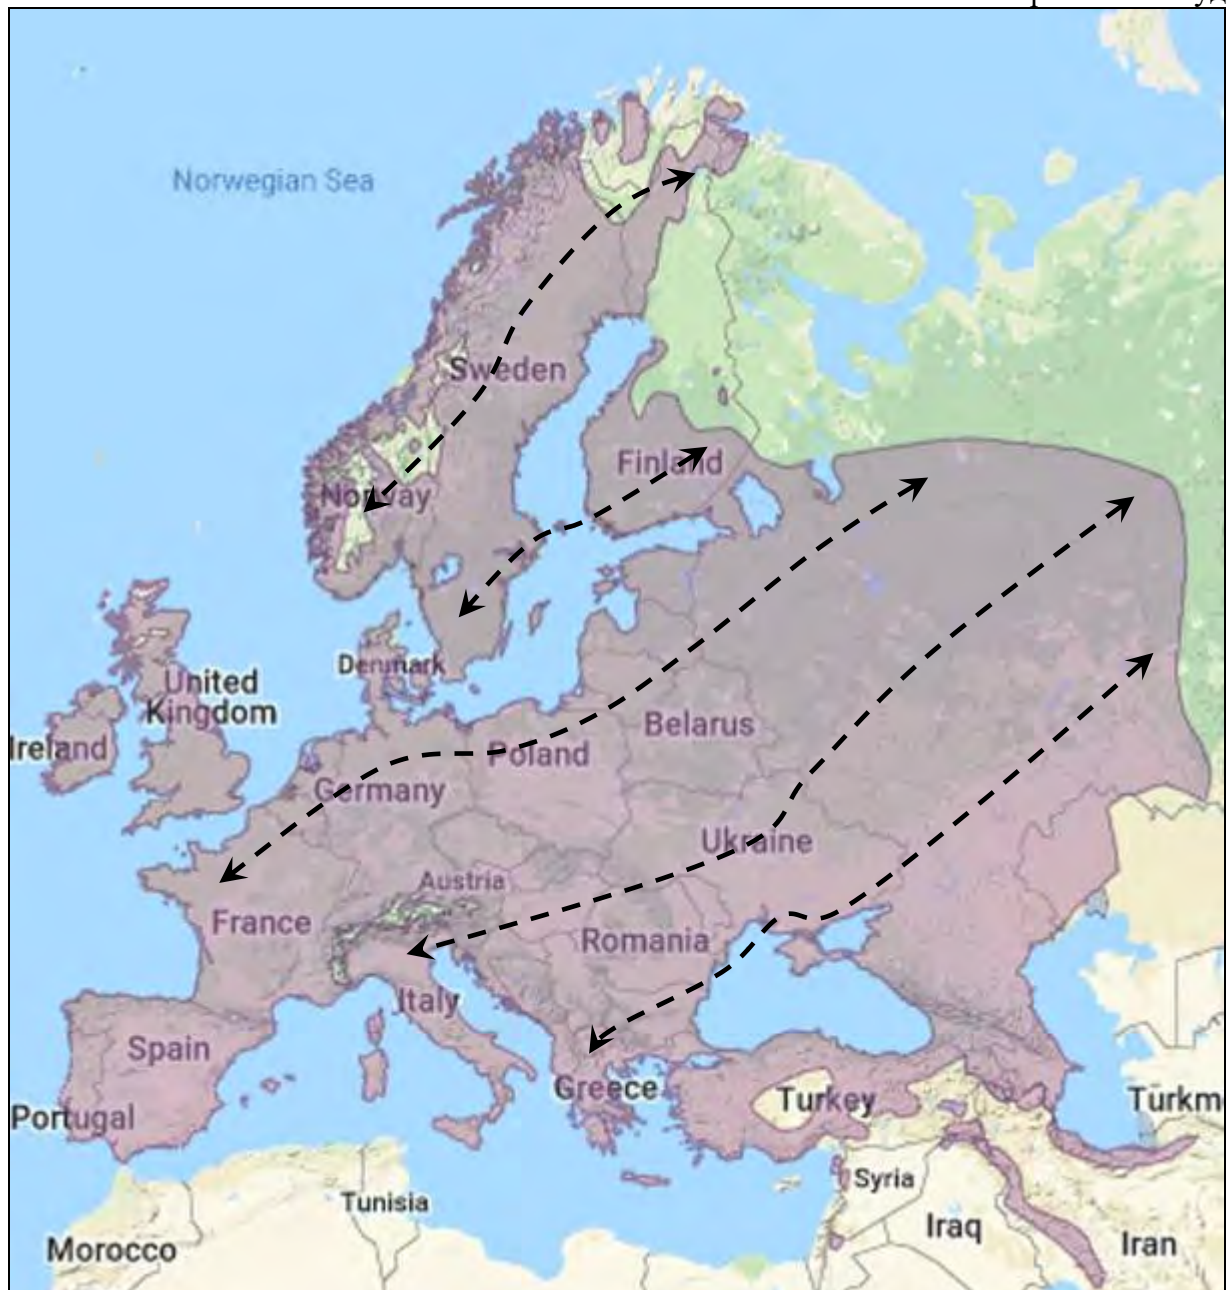 Norwegian Sea
Sweden
Finland
Norway
Denmark
United
Kingdom
Ireland
Belarus
Poland
Germany
Ukraine
Austria
France
Romania
Italy
Spain
Greece
Turkey
Portugal
Türkm
Syria
Tunisia
Iraq
Iran
Morocco